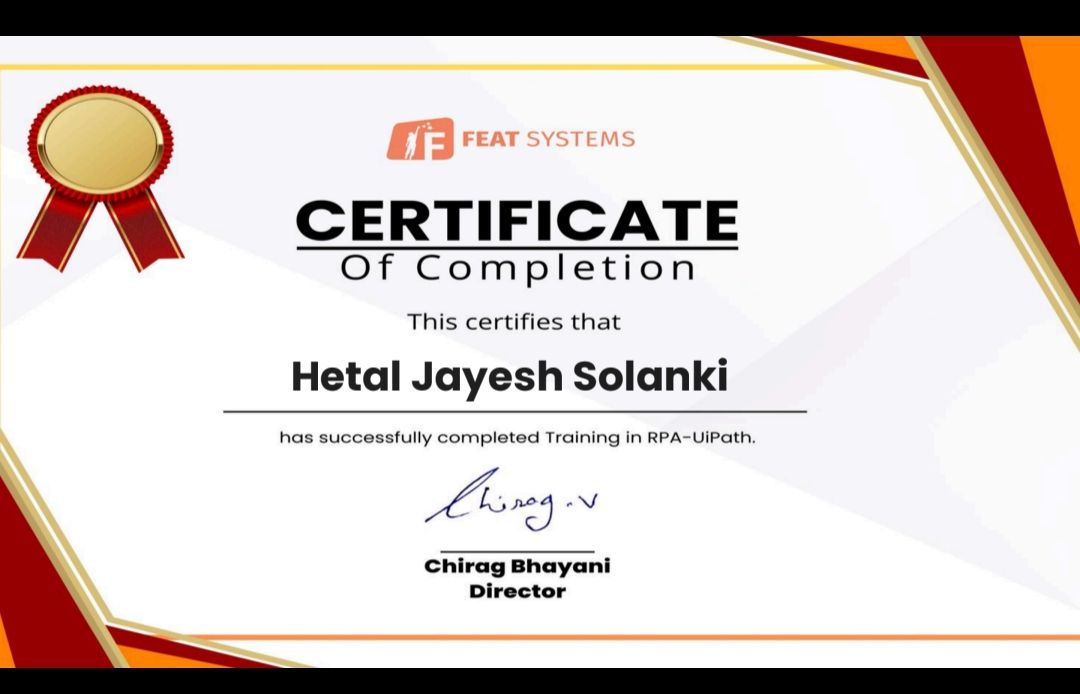 F FEAT SYSTEMS
CERTIFICATE
Of Completion
This certifies that
Hetal Jayesh Solanki
has successfully completed Training in RPA-UiPath.
Chirag.V
Chirag Bhayani
Director